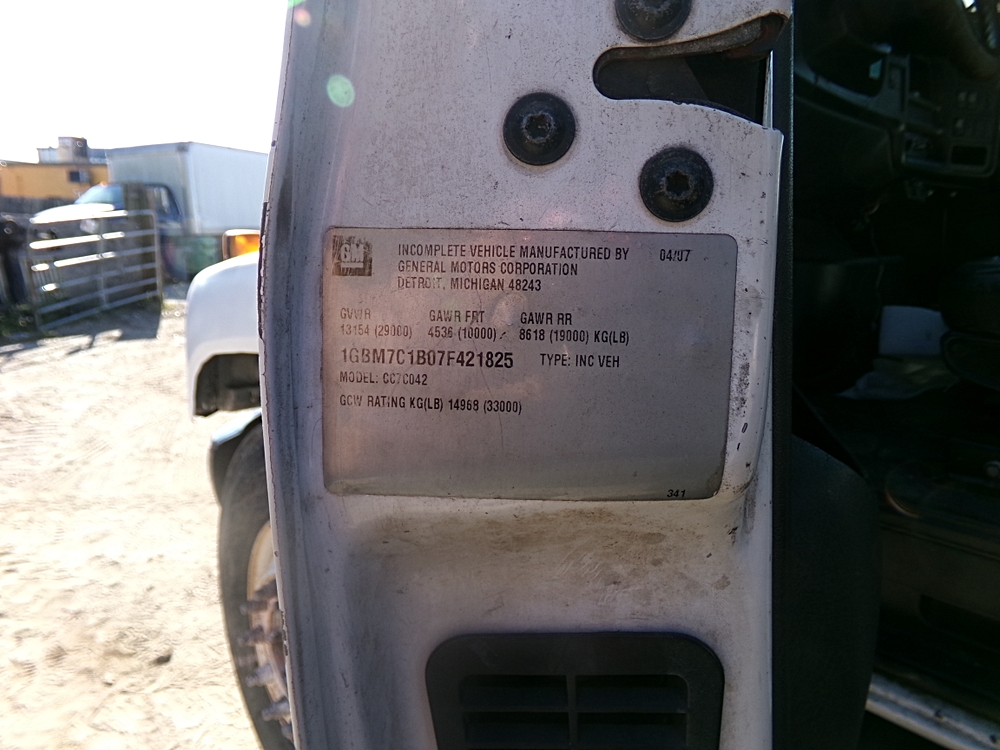 GM
INCOMPLETE VEHICLE MANUFACTURED BY 04/07
GENERAL MOTORS CORPORATION
DETROIT, MICHIGAN 48243
GVWR GAWR FRT GAWR RR
13154 (29000) 4536 (10000) 8618 (19000) KG(LB)
1GBM7C1B07F421825 TYPE: INC VEH
MODEL: CC7C042
GCW RATING KG(LB) 14968 (33000)
341